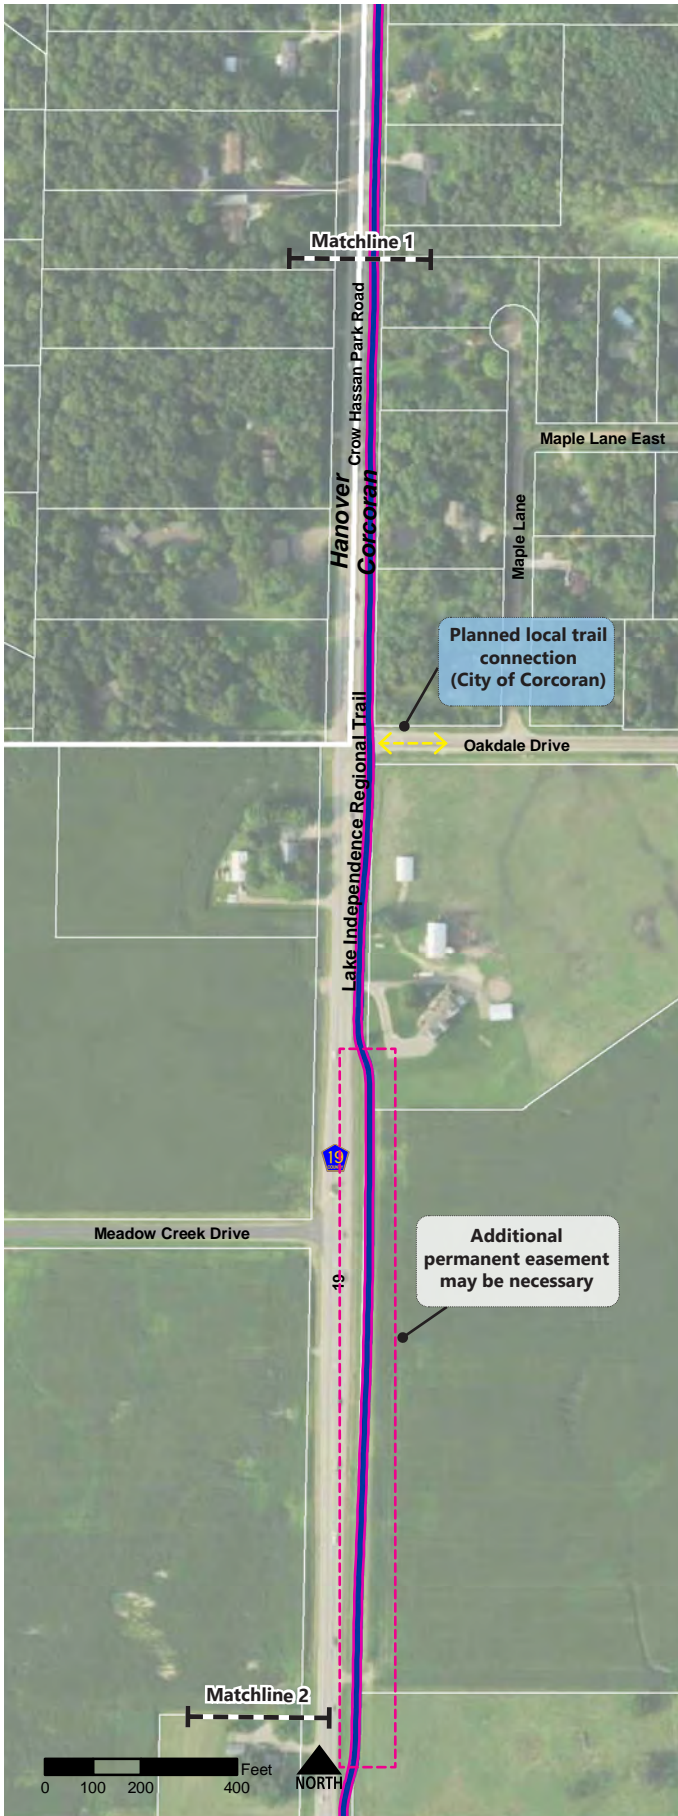 Matchline 1
Crow Hassan Park Road
Maple Lane East
Hanover
Corcoran
Maple Lane
Planned local trail
connection
(City of Corcoran)
Lake Independence Regional Trail
Oakdale Drive
19
Meadow Creek Drive
Additional
permanent easement
may be necessary
19
Matchline 2
Feet
0 100 200 400
NORTH